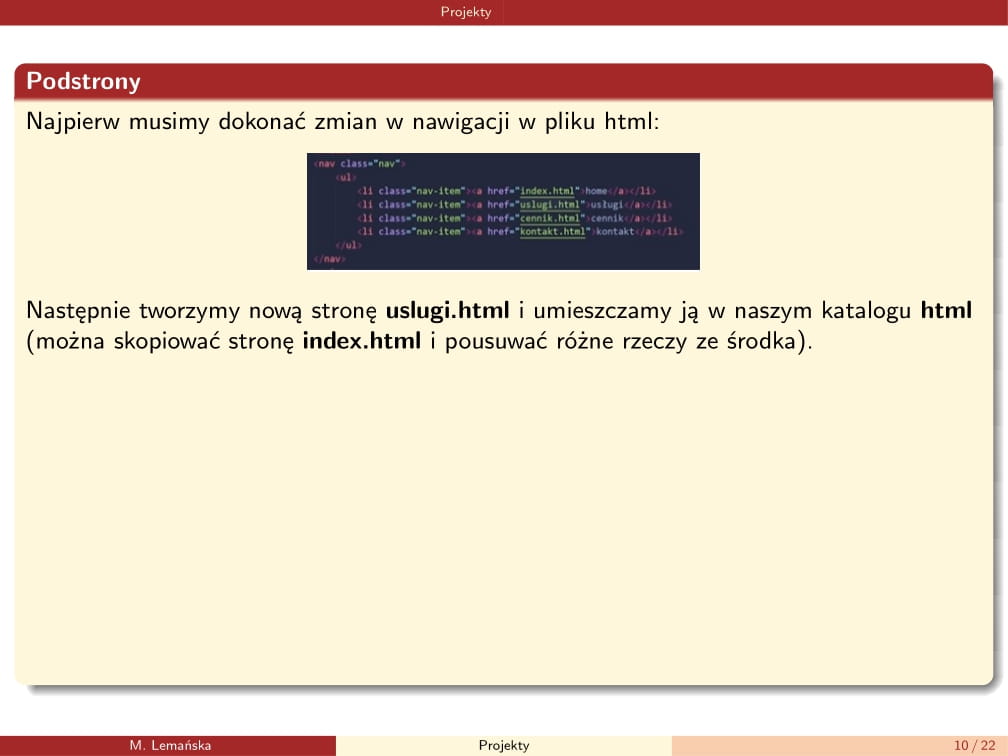 Projekty
Podstrony
Najpierw musimy dokonać zmian w nawigacji w pliku html:
<nav class="nav">
<ul>
<li class="nav-item"><a href="index.html">home</a></li>
<li class="nav-item"><a href="uslugi.html">usługi</a></li>
<li class="nav-item"><a href="cennik.html">cennik</a></li>
<li class="nav-item"><a href="kontakt.html">kontakt</a></li>
</ul>
</nav>
Następnie tworzymy nową stronę uslugi.html i umieszczamy ją w naszym katalogu html
(można skopiować stronę index.html i pousuwać różne rzeczy ze środka).
M. Lemańska
Projekty
10 / 22